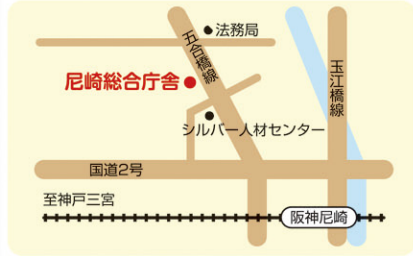 法務局
五合橋線
尼崎総合庁舎
玉江橋線
シルバー人材センター
国道2号
至神戸三宮
阪神尼崎